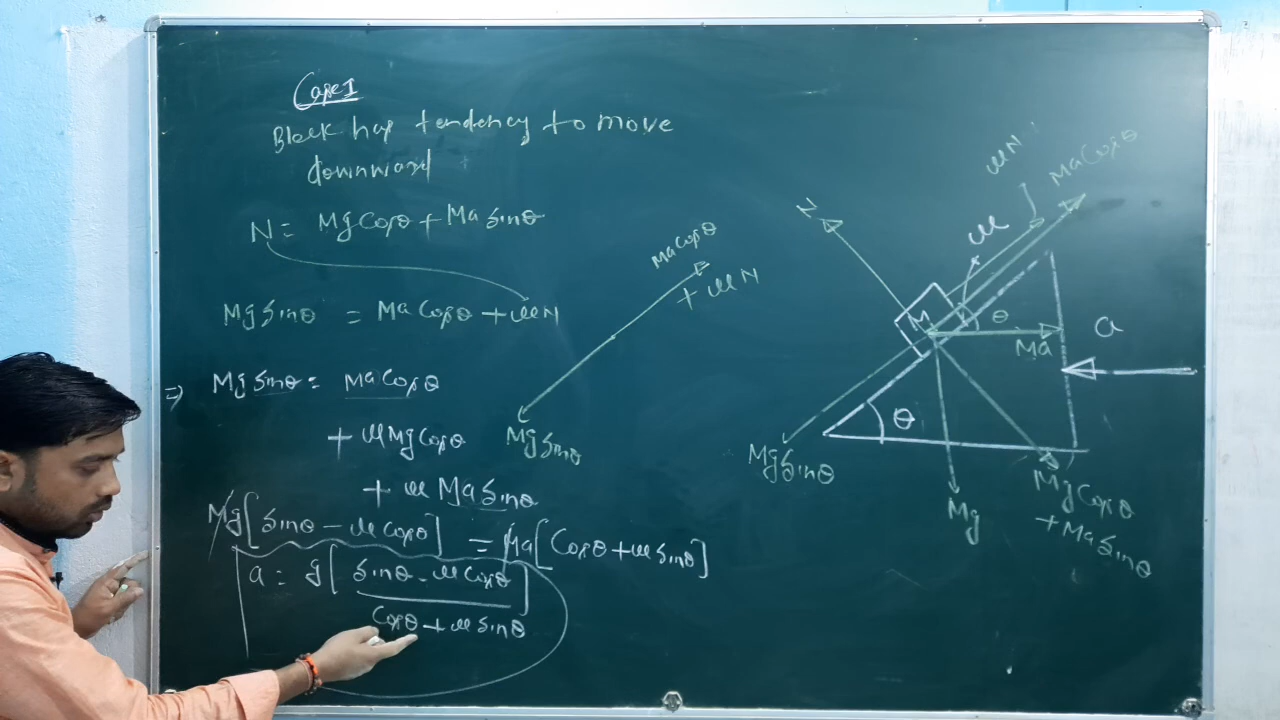 Case I
Block has tendency to move
downward
N = Mg Cosθ + Ma Sinθ
Mg Sinθ = Ma Cosθ + μN
⇒ Mg Sinθ = Ma Cosθ
+ μ Mg Cosθ
+ μ Ma Sinθ
Mg [Sinθ - μ Cosθ] = Ma [Cosθ + μ Sinθ]
a = g [Sinθ - μ Cosθ
Cosθ + μ Sinθ]
Ma Cosθ
+ μN
Mg Sinθ
μN
Ma Cosθ
N
μ
M
θ
Ma
a
θ
Mg Sinθ
Mg
Mg Cosθ
+ Ma Sinθ